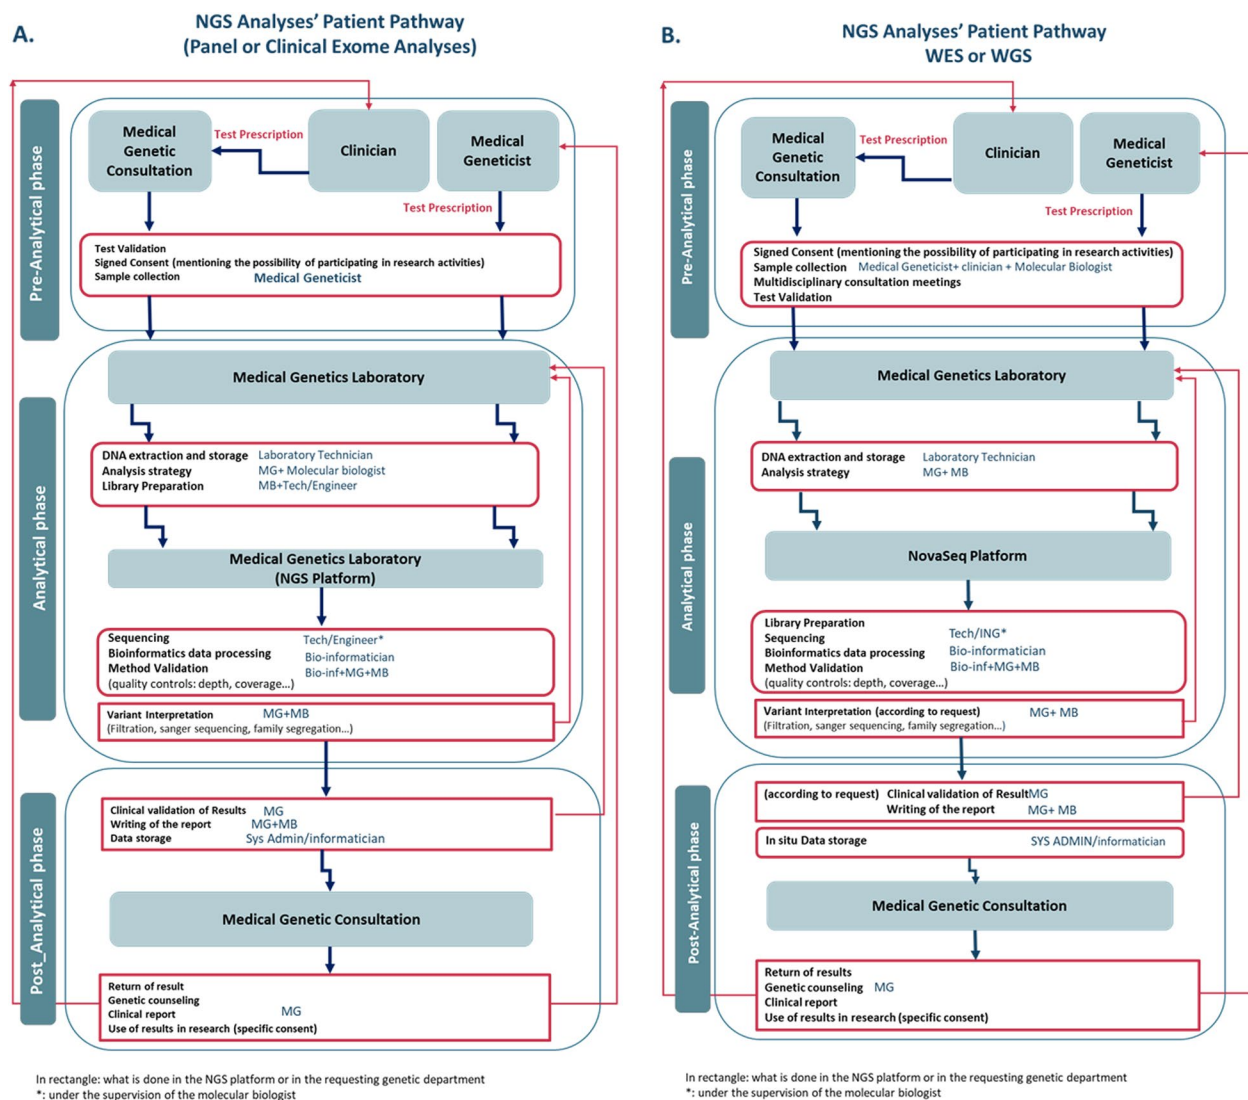 A.
NGS Analyses’ Patient Pathway
(Panel or Clinical Exome Analyses)
Pre-Analytical phase
Medical
Genetic
Consultation
Test Prescription
Clinician
Medical
Geneticist
Test Prescription
Test Validation
Signed Consent (mentioning the possibility of participating in research activities)
Sample collection Medical Geneticist
Analytical phase
Medical Genetics Laboratory
DNA extraction and storage Laboratory Technician
Analysis strategy MG+ Molecular biologist
Library Preparation MB+Tech/Engineer
Medical Genetics Laboratory
(NGS Platform)
Sequencing Tech/Engineer*
Bioinformatics data processing Bio-informatician
Method Validation Bio-inf+MG+MB
(quality controls: depth, coverage...)
Variant Interpretation MG+MB
(Filtration, sanger sequencing, family segregation...)
Post_Analytical phase
Clinical validation of Results MG
Writing of the report MG+MB
Data storage Sys Admin/informatician
Medical Genetic Consultation
Return of result
Genetic counseling
Clinical report MG
Use of results in research (specific consent)
In rectangle: what is done in the NGS platform or in the requesting genetic department
*: under the supervision of the molecular biologist
B.
NGS Analyses’ Patient Pathway
WES or WGS
Pre-Analytical phase
Medical
Genetic
Consultation
Test Prescription
Clinician
Medical
Geneticist
Test Prescription
Signed Consent (mentioning the possibility of participating in research activities)
Sample collection Medical Geneticist+ clinician + Molecular Biologist
Multidisciplinary consultation meetings
Test Validation
Analytical phase
Medical Genetics Laboratory
DNA extraction and storage Laboratory Technician
Analysis strategy MG+ MB
NovaSeq Platform
Library Preparation
Sequencing Tech/ING*
Bioinformatics data processing Bio-informatician
Method Validation Bio-inf+MG+MB
(quality controls: depth, coverage...)
Variant Interpretation (according to request) MG+ MB
(Filtration, sanger sequencing, family segregation...)
Post-Analytical phase
(according to request) Clinical validation of Result MG
Writing of the report MG+ MB
In situ Data storage SYS ADMIN/informatician
Medical Genetic Consultation
Return of results
Genetic counseling MG
Clinical report
Use of results in research (specific consent)
In rectangle: what is done in the NGS platform or in the requesting genetic department
*: under the supervision of the molecular biologist